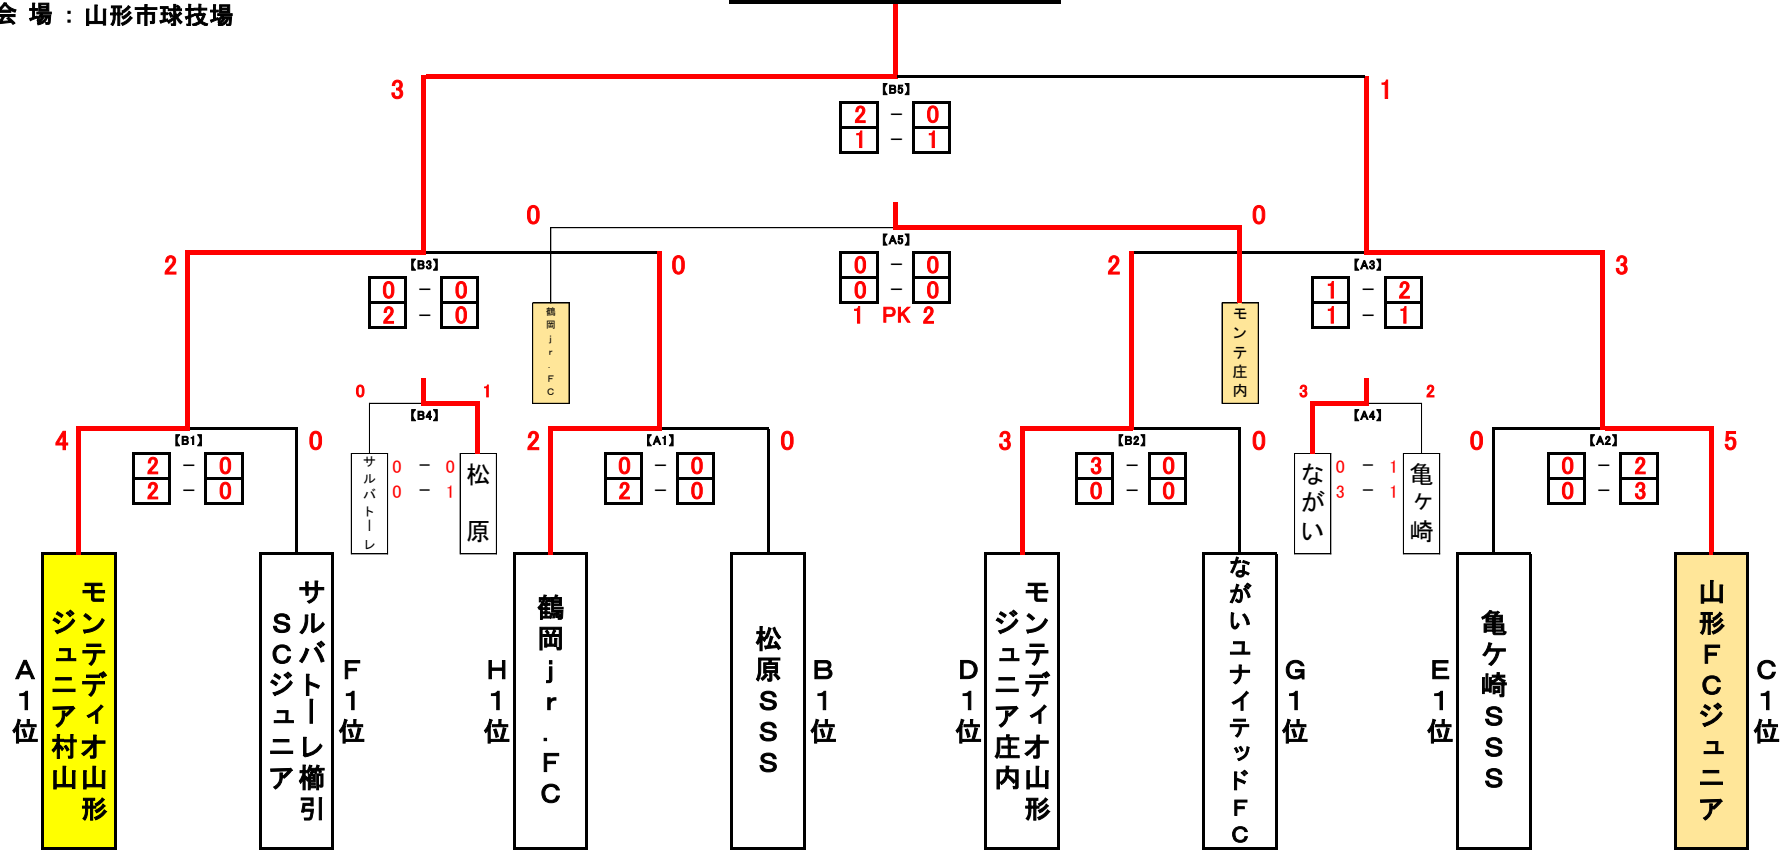 会 場 : 山形市球技場
3
1
【B5】
2 - 0
1 - 1
0
0
【A5】
0 - 0
0 - 0
1 PK 2
2
0
【B3】
0 - 0
2 - 0
2
3
【A3】
1 - 2
1 - 1
鶴岡jr.FC
モンテ庄内
0
1
【B4】
サルバトーレ
0 - 0
0 - 1
松原
3
2
【A4】
ながい
0 - 1
3 - 1
亀ヶ崎
4
0
【B1】
2 - 0
2 - 0
2
0
【A1】
0 - 0
2 - 0
3
0
【B2】
3 - 0
0 - 0
0
5
【A2】
0 - 2
0 - 3
A1位
モンテディオ山形
ジュニア村山
サルバトーレ櫛引
SCジュニア
F1位
H1位
鶴岡jr.FC
松原SSS
B1位
D1位
モンテディオ山形
ジュニア庄内
ながいユナイテッドFC
G1位
E1位
亀ケ崎SSS
山形FCジュニア
C1位